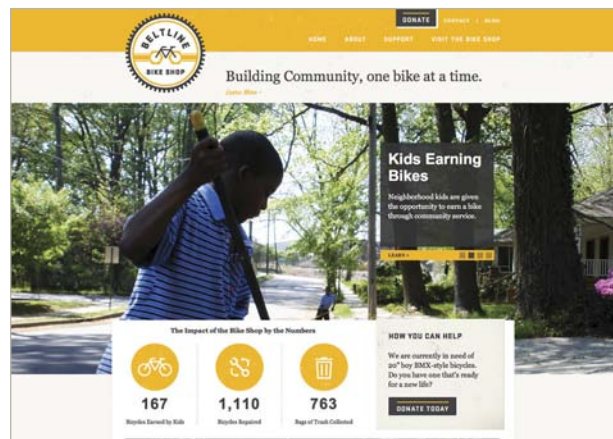 DONATE CONTACT | BLOG
HOME ABOUT SUPPORT VISIT THE BIKE SHOP
BELTLINE
BIKE SHOP
Building Community, one bike at a time.
Learn More ›
Kids Earning
Bikes
Neighborhood kids are given
the opportunity to earn a bike
through community service.
LEARN >
The Impact of the Bike Shop by the Numbers
167
Bicycles Earned by Kids
1,110
Bicycles Repaired
763
Bags of Trash Collected
HOW YOU CAN HELP
We are currently in need of
20" boy BMX-style bicycles.
Do you have one that's ready
for a new life?
DONATE TODAY